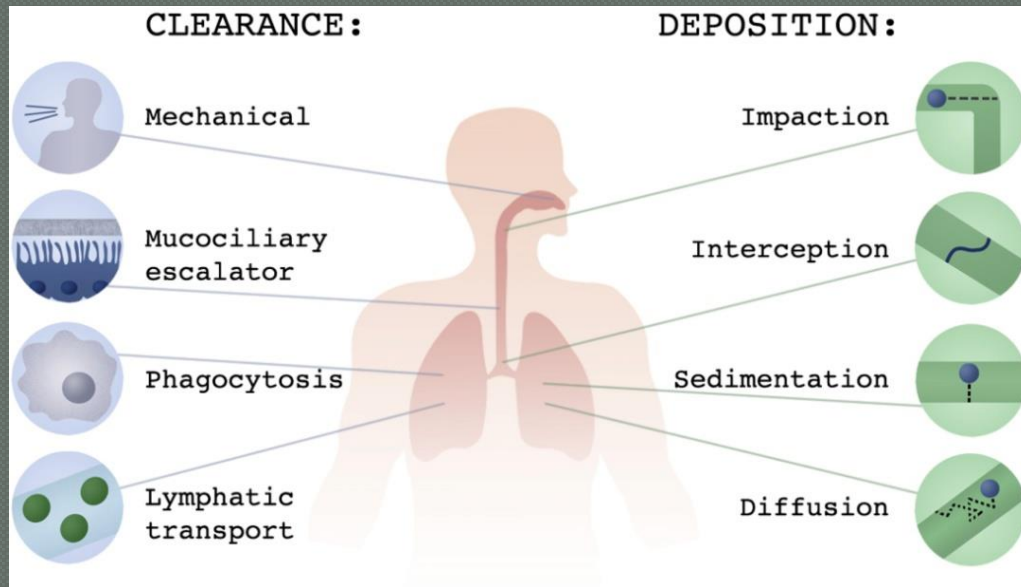 CLEARANCE:
Mechanical
Mucociliary
escalator
Phagocytosis
Lymphatic
transport
DEPOSITION:
Impaction
Interception
Sedimentation
Diffusion